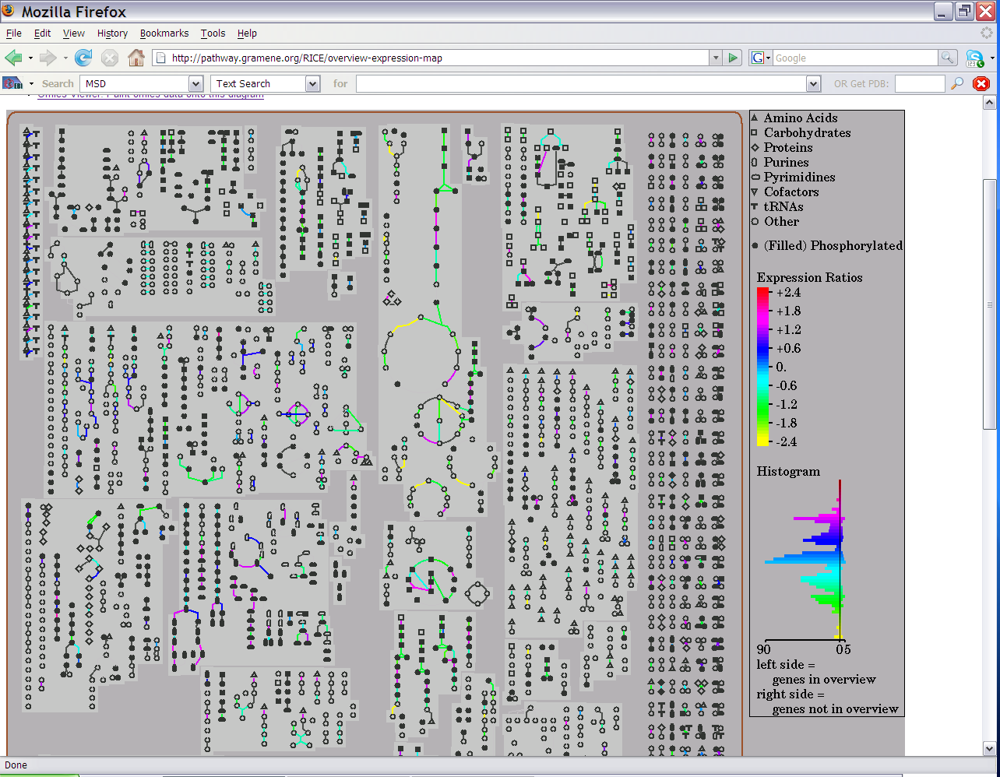 Mozilla Firefox
File Edit View History Bookmarks Tools Help
http://pathway.gramene.org/RICE/overview-expression-map
G Google
EBI Search MSD Text Search for OR Get PDB:
Omics Viewer: Paint omics data onto this diagram
Amino Acids
Carbohydrates
Proteins
Purines
Pyrimidines
Cofactors
tRNAs
Other
(Filled) Phosphorylated
Expression Ratios
+2.4
+1.8
+1.2
+0.6
0.
-0.6
-1.2
-1.8
-2.4
Histogram
90 0 5
left side =
genes in overview
right side =
genes not in overview
Done